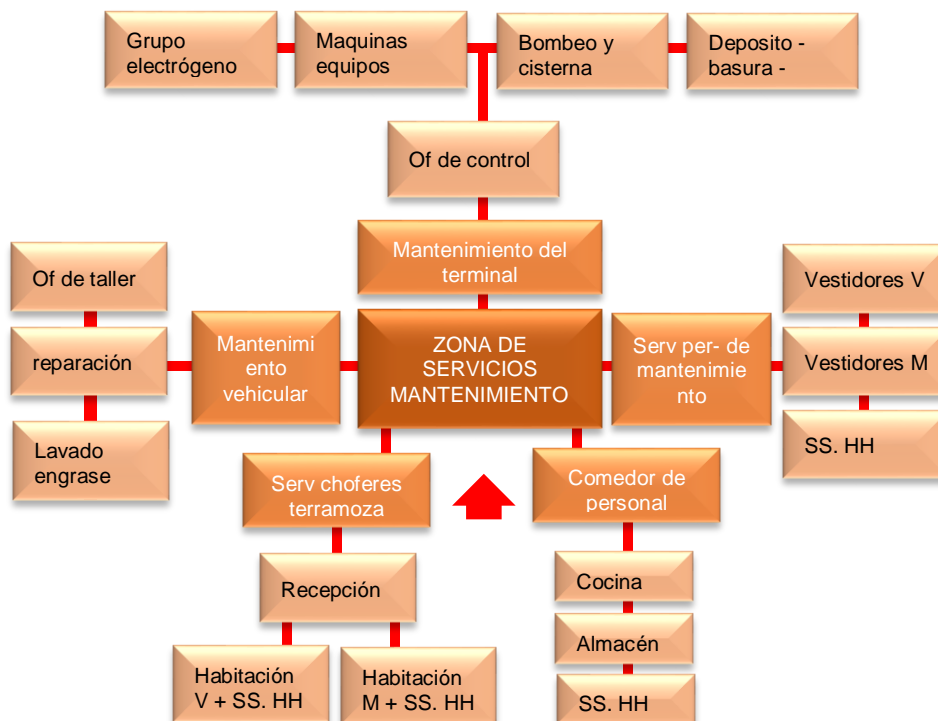 Grupo
electrógeno
Maquinas
equipos
Bombeo y
cisterna
Deposito -
basura -
Of de control
Mantenimiento del
terminal
Of de taller
reparación
Lavado
engrase
Mantenimi
ento
vehicular
ZONA DE
SERVICIOS
MANTENIMIENTO
Serv per- de
mantenimie
nto
Vestidores V
Vestidores M
SS. HH
Serv choferes
terramoza
Recepción
Habitación
V + SS. HH
Habitación
M + SS. HH
Comedor de
personal
Cocina
Almacén
SS. HH